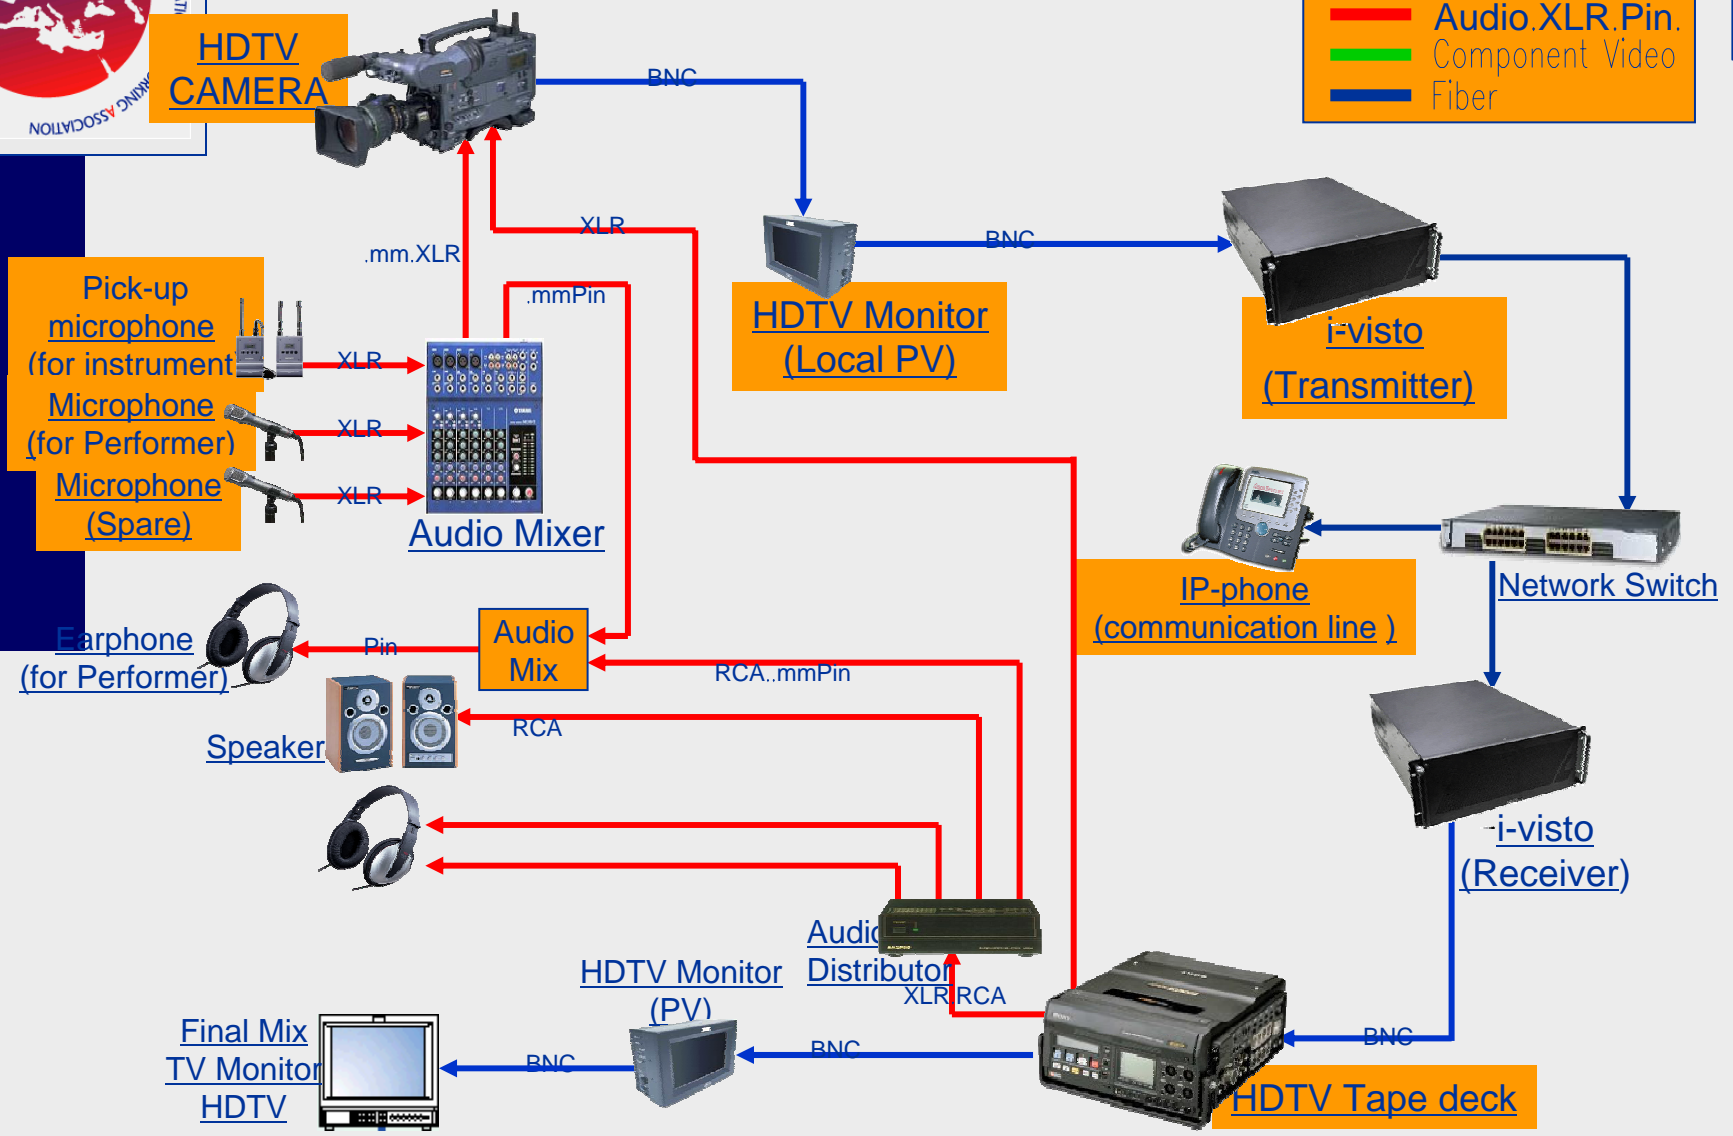 HDTV
CAMERA
BNC
Audio.XLR.Pin.
Component Video
Fiber
ASSOCIATION
XLR
.mm.XLR
BNC
.mmPin
Pick-up
microphone
(for instrument)
XLR
Microphone
(for Performer)
XLR
Microphone
(Spare)
XLR
Audio Mixer
HDTV Monitor
(Local PV)
i-visto
(Transmitter)
IP-phone
(communication line )
Network Switch
Earphone
(for Performer)
Pin
Audio
Mix
RCA..mmPin
RCA
Speaker
i-visto
(Receiver)
Audio
Distributor
XLR.RCA
HDTV Monitor
(PV)
Final Mix
TV Monitor
HDTV
BNC
BNC
BNC
HDTV Tape deck